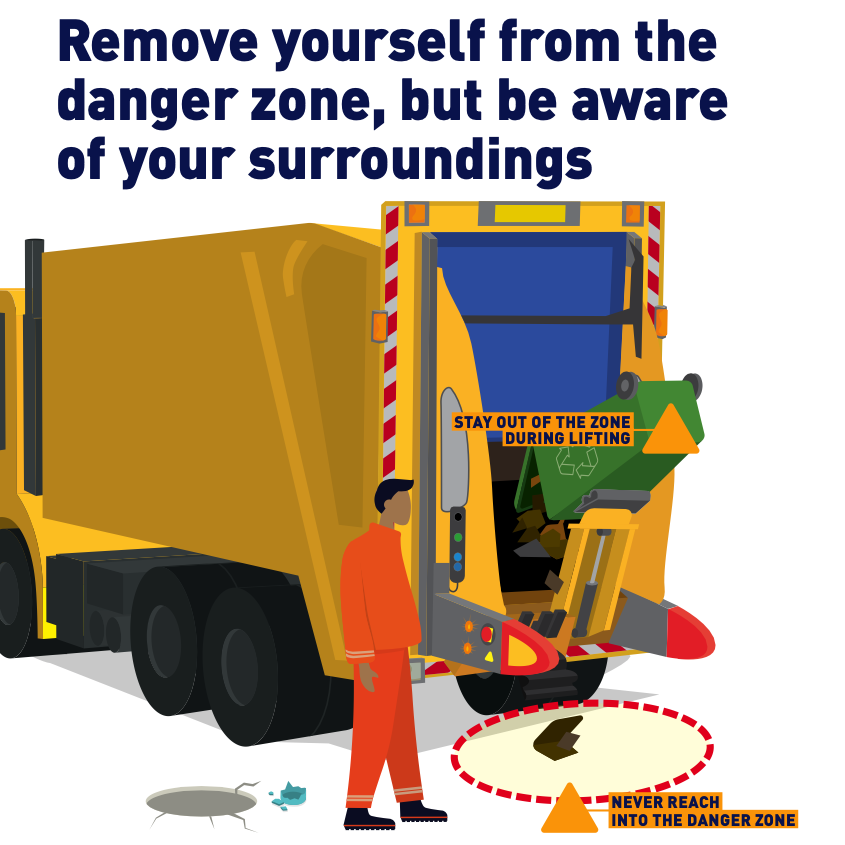 Remove yourself from the
danger zone, but be aware
of your surroundings
STAY OUT OF THE ZONE
DURING LIFTING
NEVER REACH
INTO THE DANGER ZONE